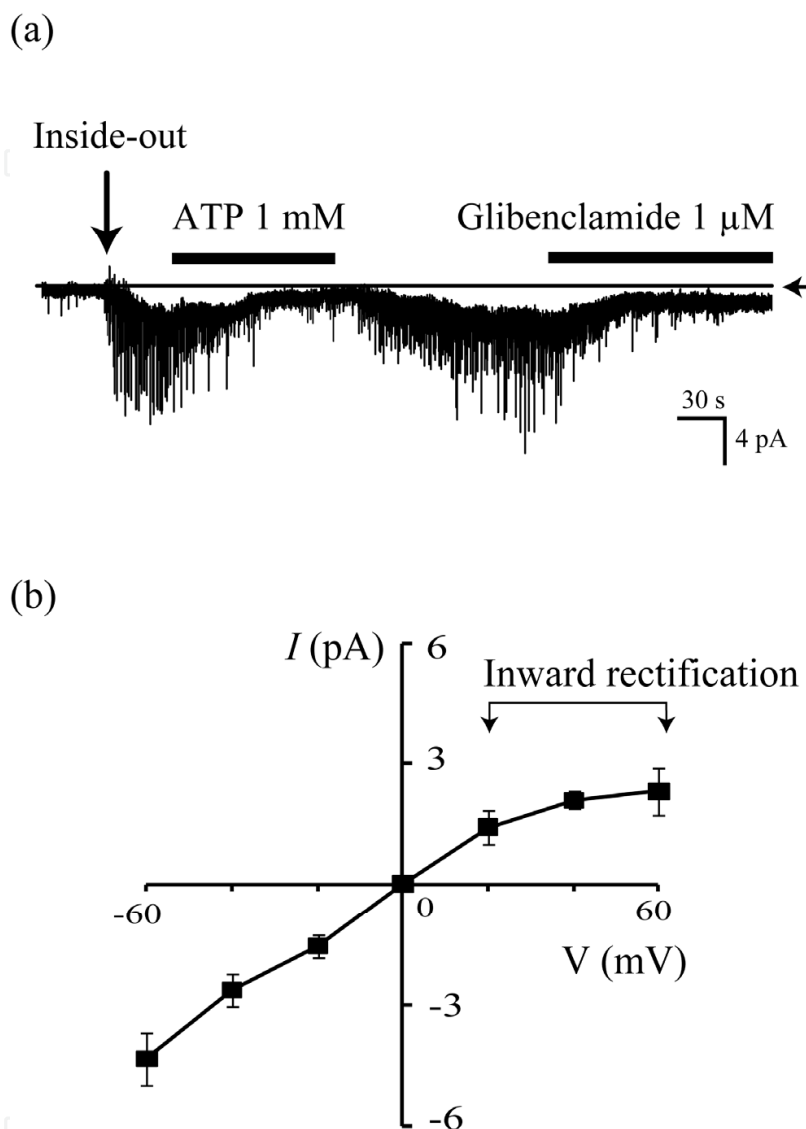 (a)
Inside-out
ATP 1 mM
Glibenclamide 1 µM
30 s
4 pA
(b)
I (pA)
6
Inward rectification
3
-60
0
60
V (mV)
-3
-6